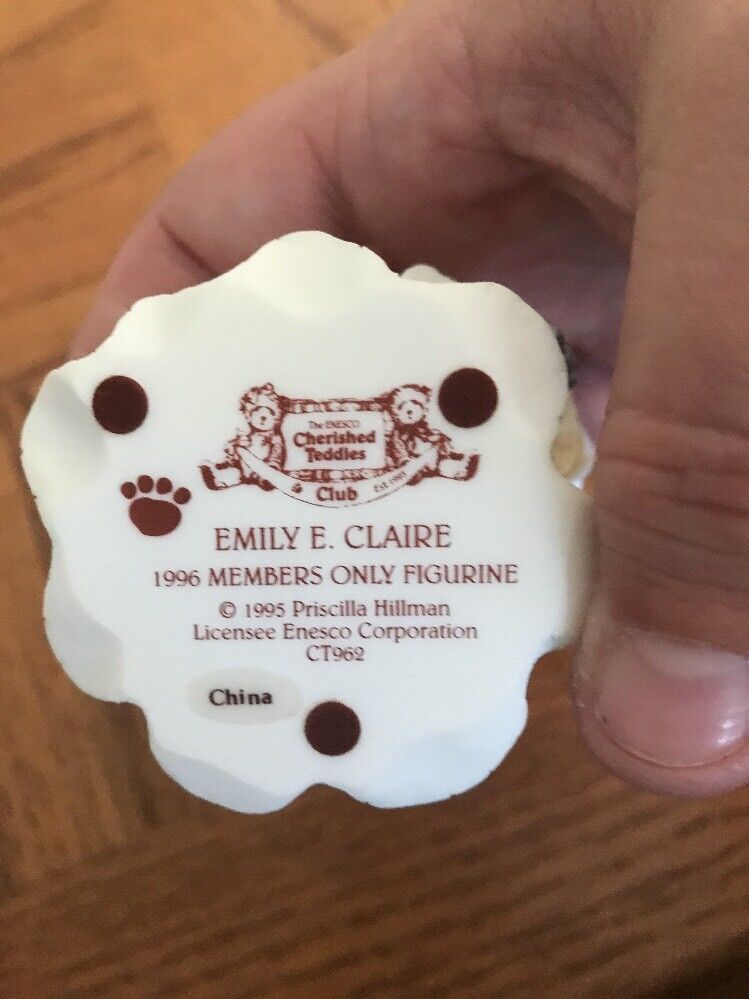 The ENESCO
Cherished
Teddies
Club
Est 1995
EMILY E. CLAIRE
1996 MEMBERS ONLY FIGURINE
© 1995 Priscilla Hillman
Licensee Enesco Corporation
CT962
China